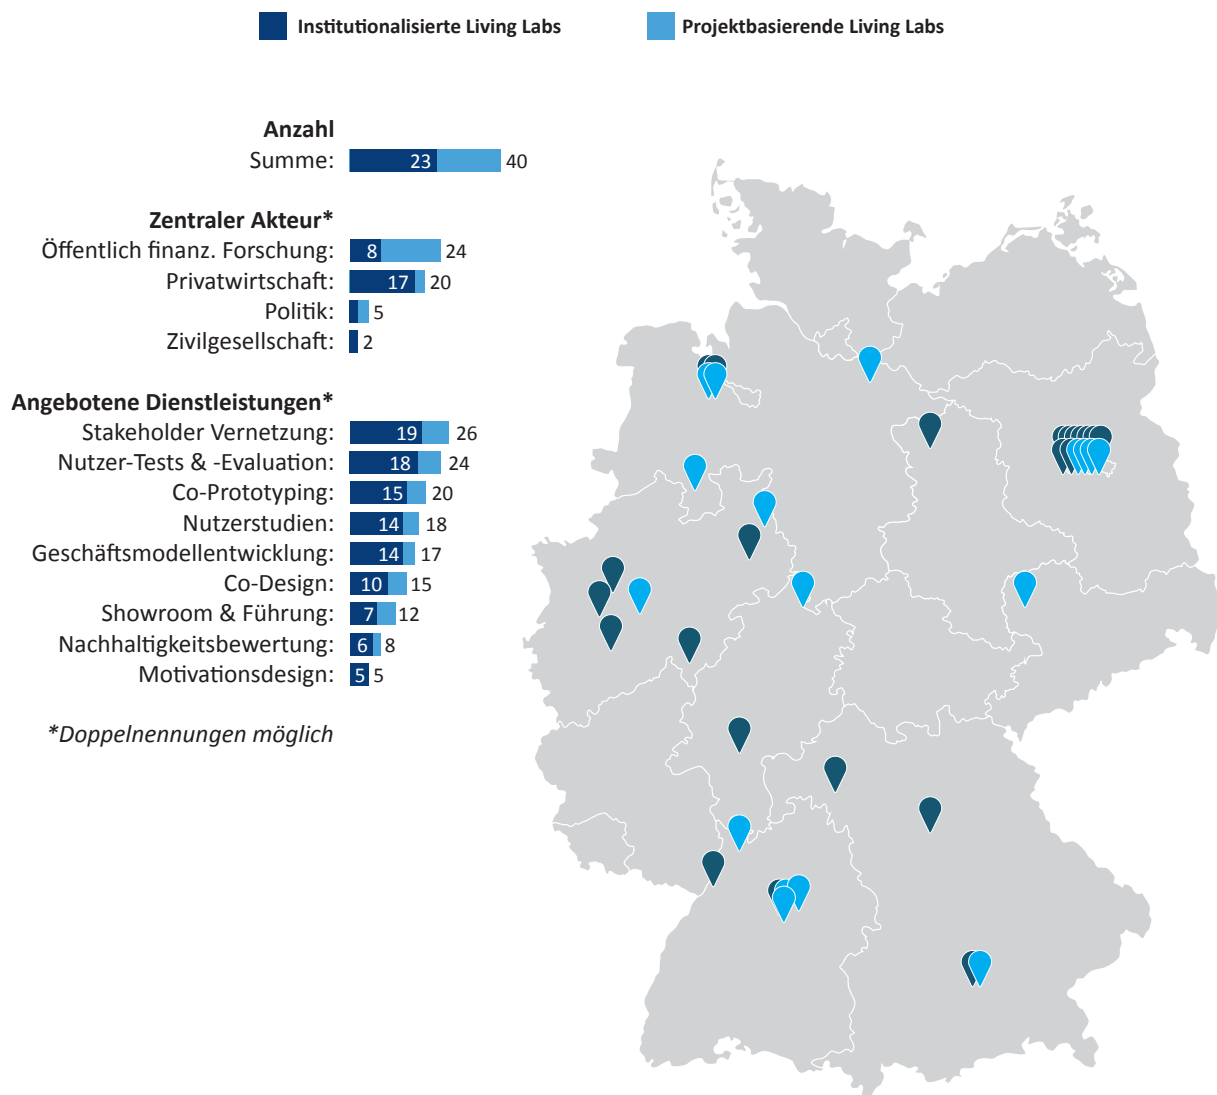 Institutionalisierte Living Labs Projektbasierende Living Labs
Anzahl
Summe: 23 40
Zentraler Akteur*
Öffentlich finanz. Forschung: 8 24
Privatwirtschaft: 17 20
Politik: 5
Zivilgesellschaft: 2
Angebotene Dienstleistungen*
Stakeholder Vernetzung: 19 26
Nutzer-Tests & -Evaluation: 18 24
Co-Prototyping: 15 20
Nutzerstudien: 14 18
Geschäftsmodellentwicklung: 14 17
Co-Design: 10 15
Showroom & Führung: 7 12
Nachhaltigkeitsbewertung: 6 8
Motivationsdesign: 5 5
*Doppelnennungen möglich